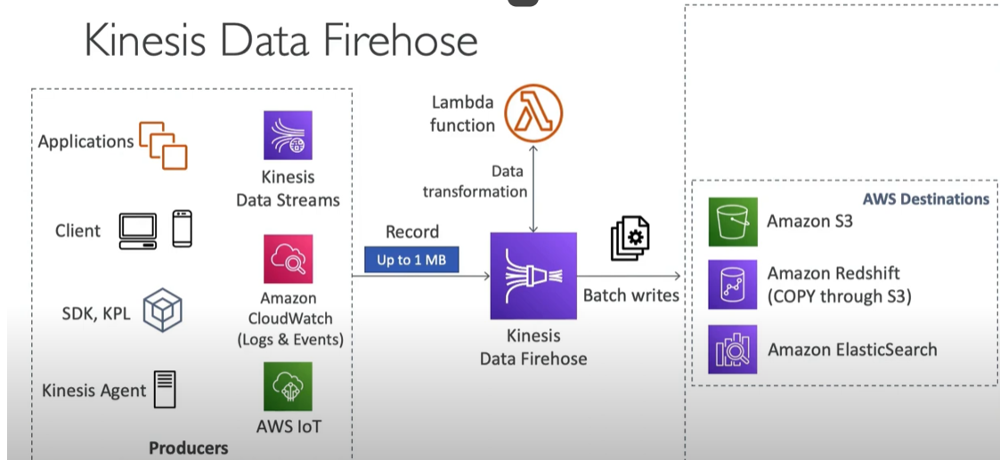 Kinesis Data Firehose
Applications
Client
SDK, KPL
Kinesis Agent
Kinesis
Data Streams
Amazon
CloudWatch
(Logs & Events)
AWS IoT
Producers
Record
Up to 1 MB
Lambda
function
Data
transformation
Kinesis
Data Firehose
Batch writes
AWS Destinations
Amazon S3
Amazon Redshift
(COPY through S3)
Amazon ElasticSearch